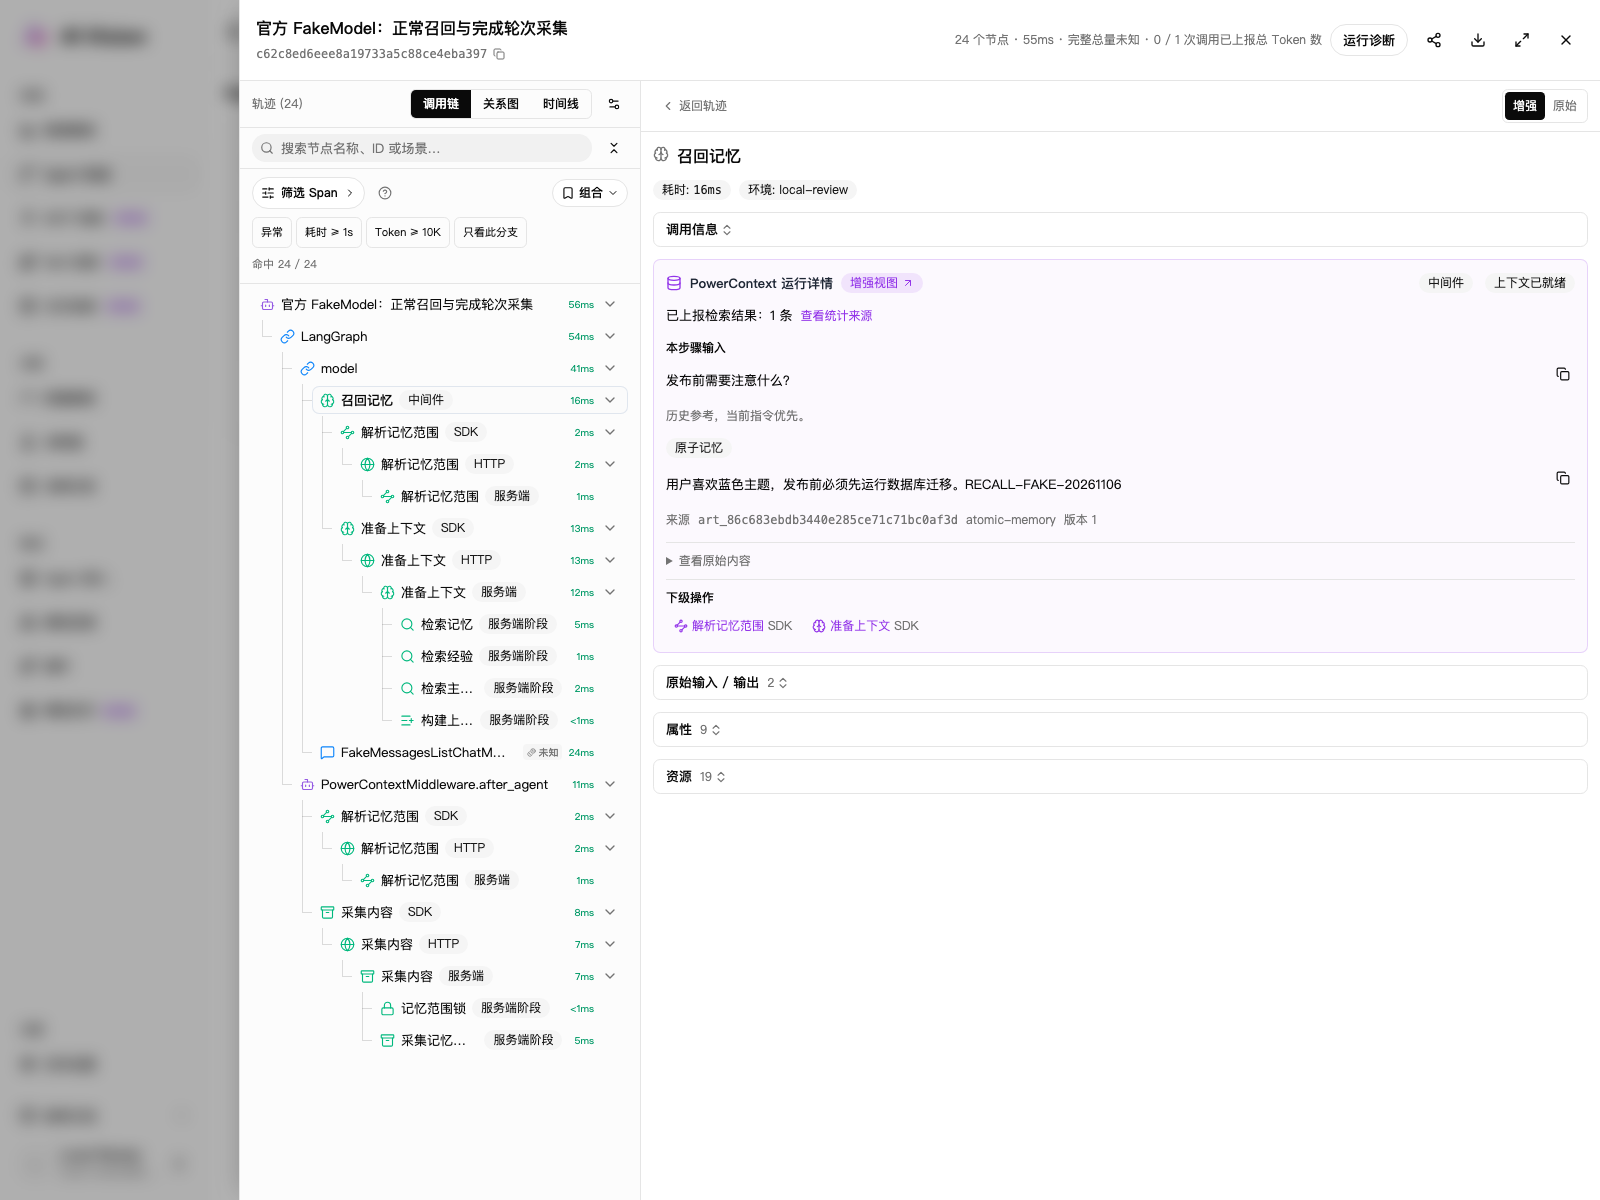 官方 FakeModel：正常召回与完成轮次采集
c62c8ed6eee8a19733a5c88ce4eba397
24 个节点 · 55ms · 完整总量未知 · 0 / 1 次调用已上报总 Token 数
运行诊断
轨迹 (24)
调用链
关系图
时间线
搜索节点名称、ID 或场景...
筛选 Span
组合
异常
耗时 ≥ 1s
Token ≥ 10K
只看此分支
命中 24 / 24
官方 FakeModel：正常召回与完成轮次采集 56ms
LangGraph 54ms
model 41ms
召回记忆 中间件 16ms
解析记忆范围 SDK 2ms
解析记忆范围 HTTP 2ms
解析记忆范围 服务端 1ms
准备上下文 SDK 13ms
准备上下文 HTTP 13ms
准备上下文 服务端 12ms
检索记忆 服务端阶段 5ms
检索经验 服务端阶段 1ms
检索主... 服务端阶段 2ms
构建上... 服务端阶段 <1ms
FakeMessagesListChatM... 未知 24ms
PowerContextMiddleware.after_agent 11ms
解析记忆范围 SDK 2ms
解析记忆范围 HTTP 2ms
解析记忆范围 服务端 1ms
采集内容 SDK 8ms
采集内容 HTTP 7ms
采集内容 服务端 7ms
记忆范围锁 服务端阶段 <1ms
采集记忆... 服务端阶段 5ms
返回轨迹
增强
原始
召回记忆
耗时: 16ms
环境: local-review
调用信息
PowerContext 运行详情 增强视图
中间件
上下文已就绪
已上报检索结果：1 条 查看统计来源
本步骤输入
发布前需要注意什么？
历史参考，当前指令优先。
原子记忆
用户喜欢蓝色主题，发布前必须先运行数据库迁移。RECALL-FAKE-20261106
来源 art_86c683ebdb3440e285ce71c71bc0af3d atomic-memory 版本 1
查看原始内容
下级操作
解析记忆范围 SDK
准备上下文 SDK
原始输入 / 输出 2
属性 9
资源 19